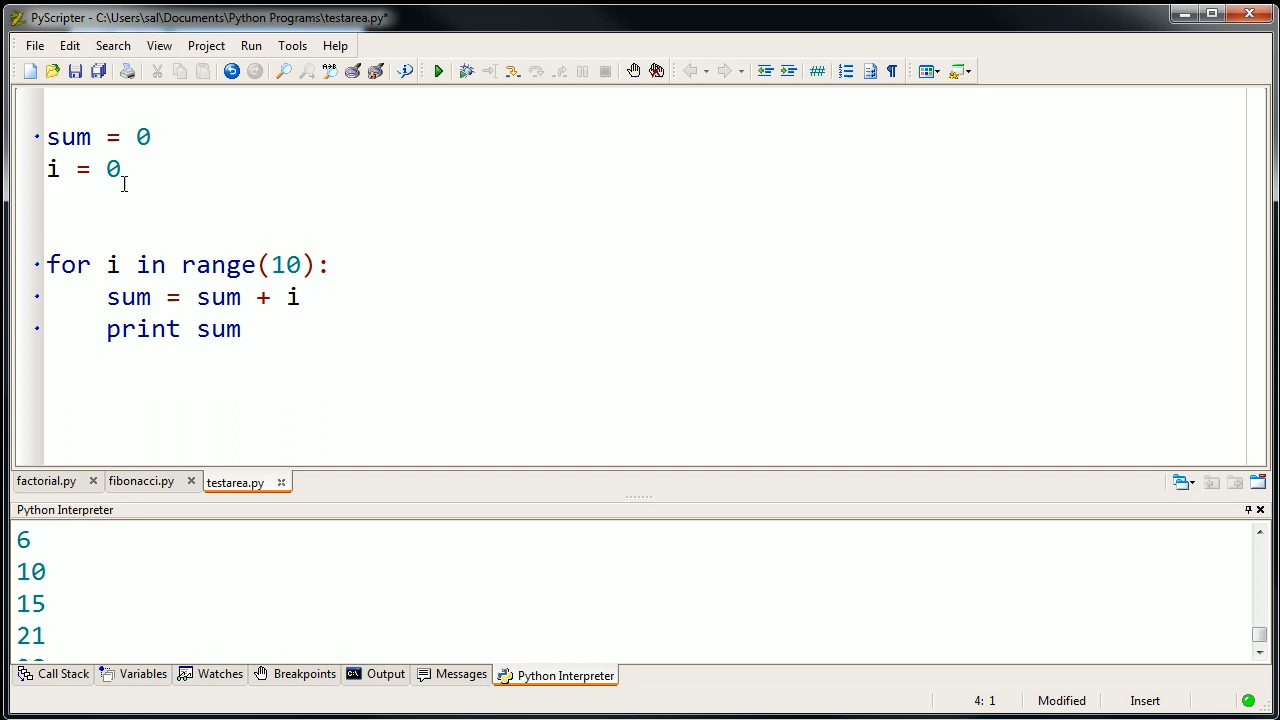 PyScripter - C:\Users\sal\Documents\Python Programs\testarea.py*
File Edit Search View Project Run Tools Help
sum = 0
i = 0
for i in range(10):
    sum = sum + i
    print sum
factorial.py fibonacci.py testarea.py
Python Interpreter
6
10
15
21
Call Stack Variables Watches Breakpoints Output Messages Python Interpreter
4: 1 Modified Insert